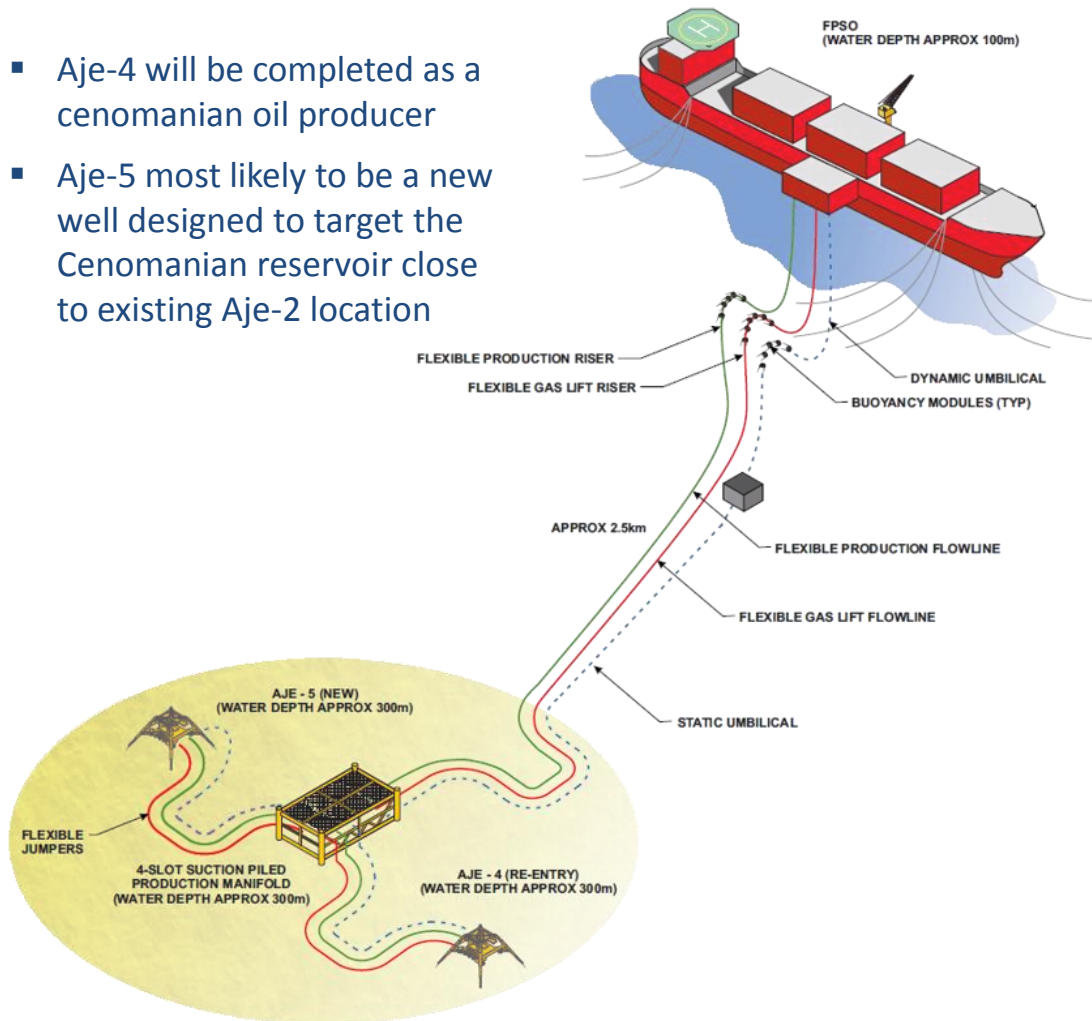 ▪ Aje-4 will be completed as a
cenomanian oil producer
▪ Aje-5 most likely to be a new
well designed to target the
Cenomanian reservoir close
to existing Aje-2 location
FPSO
(WATER DEPTH APPROX 100m)
H
FLEXIBLE PRODUCTION RISER
FLEXIBLE GAS LIFT RISER
DYNAMIC UMBILICAL
BUOYANCY MODULES (TYP)
APPROX 2.5km
FLEXIBLE PRODUCTION FLOWLINE
FLEXIBLE GAS LIFT FLOWLINE
STATIC UMBILICAL
AJE - 5 (NEW)
(WATER DEPTH APPROX 300m)
FLEXIBLE
JUMPERS
4-SLOT SUCTION PILED
PRODUCTION MANIFOLD
(WATER DEPTH APPROX 300m)
AJE - 4 (RE-ENTRY)
(WATER DEPTH APPROX 300m)